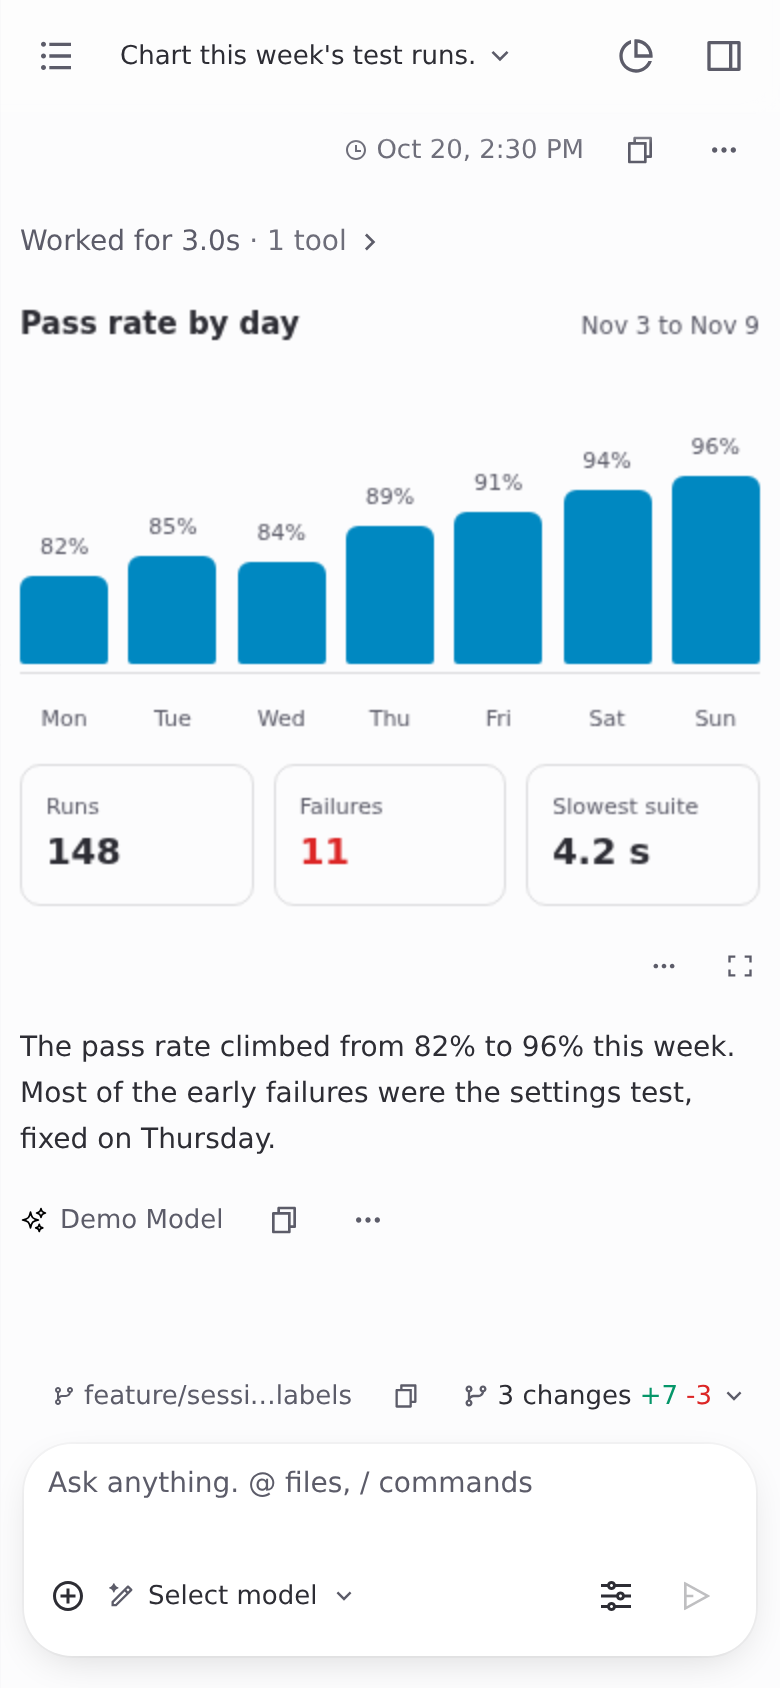 Chart this week's test runs.
Oct 20, 2:30 PM
Worked for 3.0s · 1 tool
Pass rate by day
Nov 3 to Nov 9
82%
85%
84%
89%
91%
94%
96%
Mon
Tue
Wed
Thu
Fri
Sat
Sun
Runs
148
Failures
11
Slowest suite
4.2 s
The pass rate climbed from 82% to 96% this week.
Most of the early failures were the settings test,
fixed on Thursday.
Demo Model
feature/sessi...labels
3 changes +7 -3
Ask anything. @ files, / commands
Select model